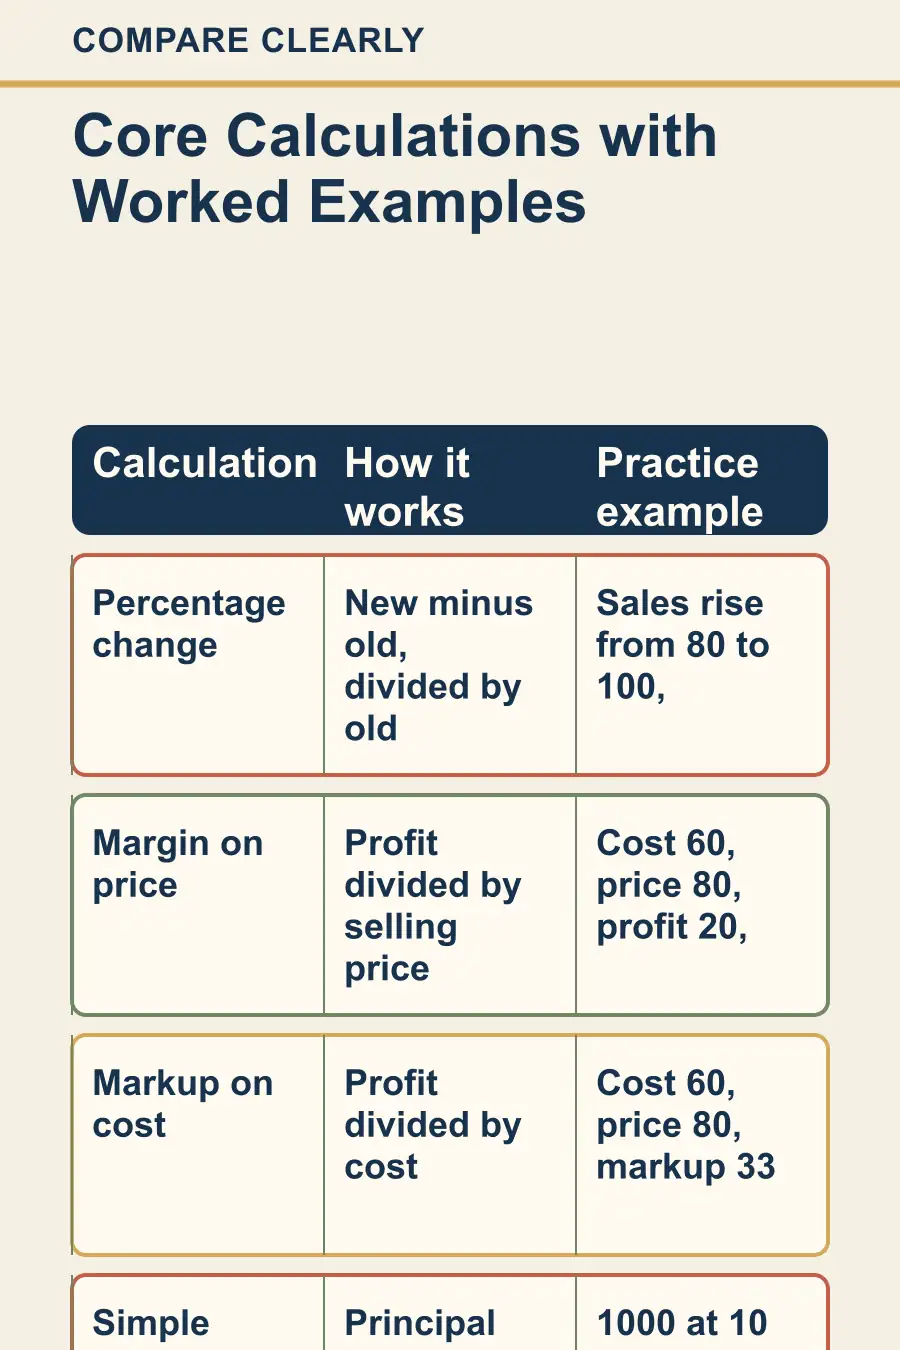 COMPARE CLEARLY
Core Calculations with
Worked Examples
Calculation
How it
works
Practice
example
Percentage
change
New minus
old,
divided by
old
Sales rise
from 80 to
100,
Margin on
price
Profit
divided by
selling
price
Cost 60,
price 80,
profit 20,
Markup on
cost
Profit
divided by
cost
Cost 60,
price 80,
markup 33
Simple
Principal
1000 at 10